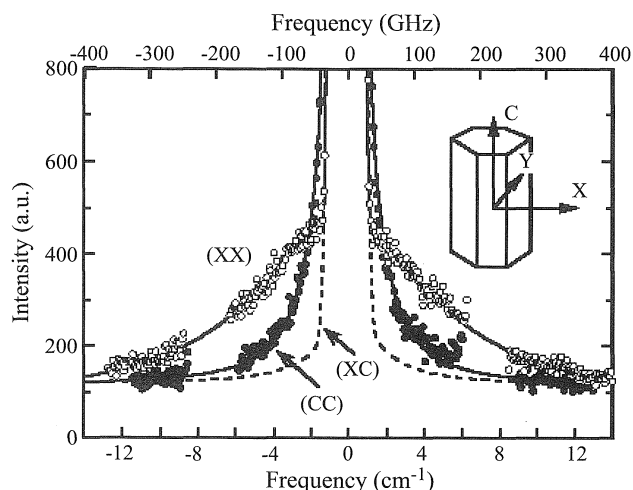 Frequency (GHz)
-400 -300 -200 -100 0 100 200 300 400
800
600
400
200
0
Intensity (a.u.)
C
Y
X
(XX)
(XC)
(CC)
-12 -8 -4 0 4 8 12
Frequency (cm-1)